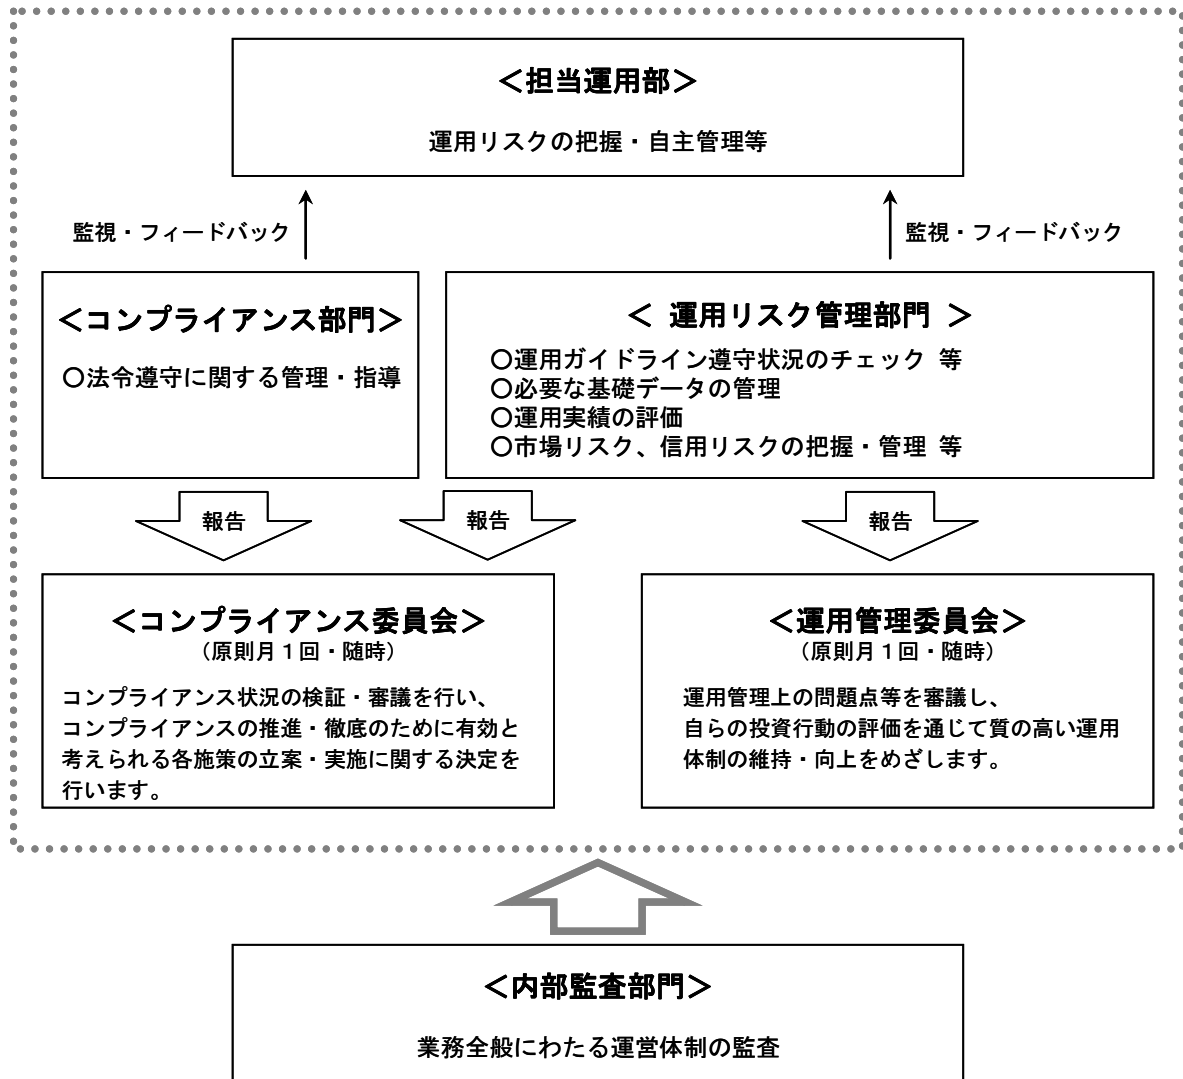 ＜担当運用部＞
運用リスクの把握・自主管理等
監視・フィードバック
監視・フィードバック
＜コンプライアンス部門＞
○法令遵守に関する管理・指導
＜ 運用リスク管理部門 ＞
○運用ガイドライン遵守状況のチェック 等
○必要な基礎データの管理
○運用実績の評価
○市場リスク、信用リスクの把握・管理 等
報告
報告
報告
＜コンプライアンス委員会＞
（原則月１回・随時）
コンプライアンス状況の検証・審議を行い、
コンプライアンスの推進・徹底のために有効と
考えられる各施策の立案・実施に関する決定を
行います。
＜運用管理委員会＞
（原則月１回・随時）
運用管理上の問題点等を審議し、
自らの投資行動の評価を通じて質の高い運用
体制の維持・向上をめざします。
＜内部監査部門＞
業務全般にわたる運営体制の監査